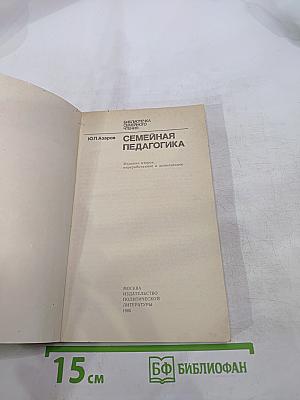 БИБЛИОТЕЧКА
СЕМЕЙНОГО
ЧТЕНИЯ
Ю.П.Азаров
СЕМЕЙНАЯ
ПЕДАГОГИКА
Издание второе,
переработанное и дополненное
МОСКВА
ИЗДАТЕЛЬСТВО
ПОЛИТИЧЕСКОЙ
ЛИТЕРАТУРЫ
15 см
БФ БИБЛИОФАН